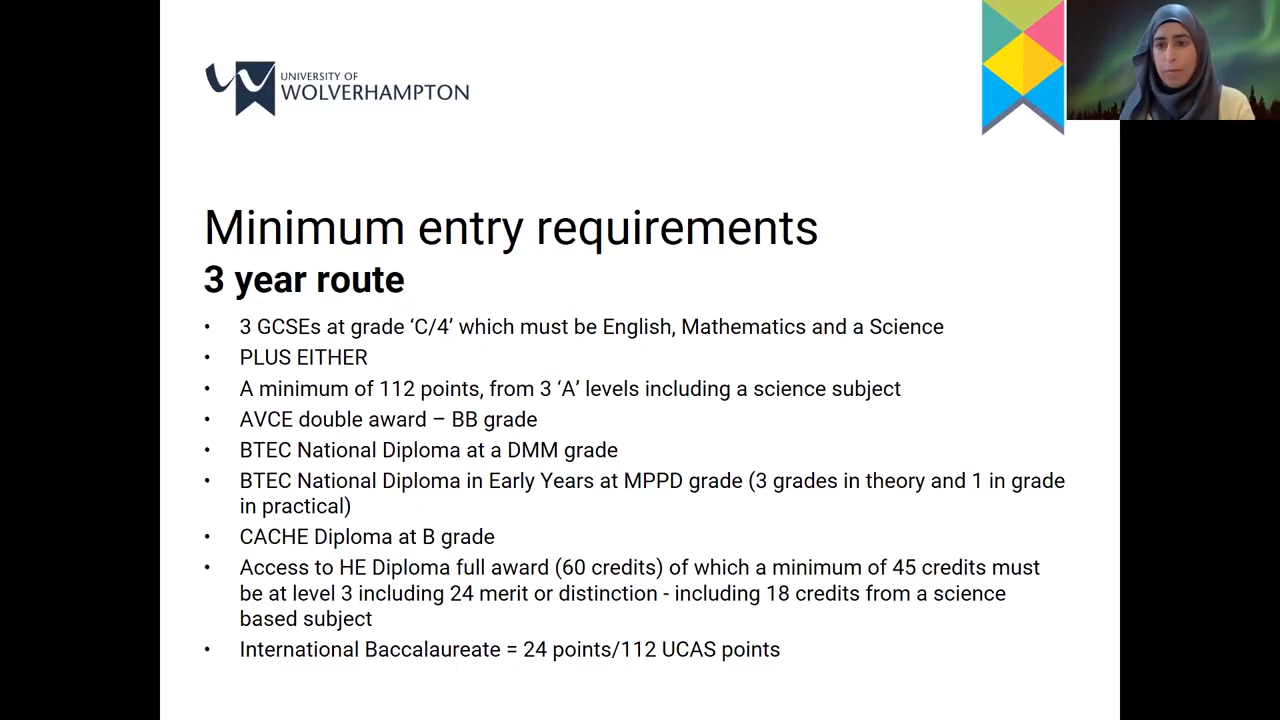 UNIVERSITY OF
WOLVERHAMPTON
Minimum entry requirements
3 year route
• 3 GCSEs at grade ‘C/4’ which must be English, Mathematics and a Science
• PLUS EITHER
• A minimum of 112 points, from 3 ‘A’ levels including a science subject
• AVCE double award – BB grade
• BTEC National Diploma at a DMM grade
• BTEC National Diploma in Early Years at MPPD grade (3 grades in theory and 1 in grade
in practical)
• CACHE Diploma at B grade
• Access to HE Diploma full award (60 credits) of which a minimum of 45 credits must
be at level 3 including 24 merit or distinction - including 18 credits from a science
based subject
• International Baccalaureate = 24 points/112 UCAS points